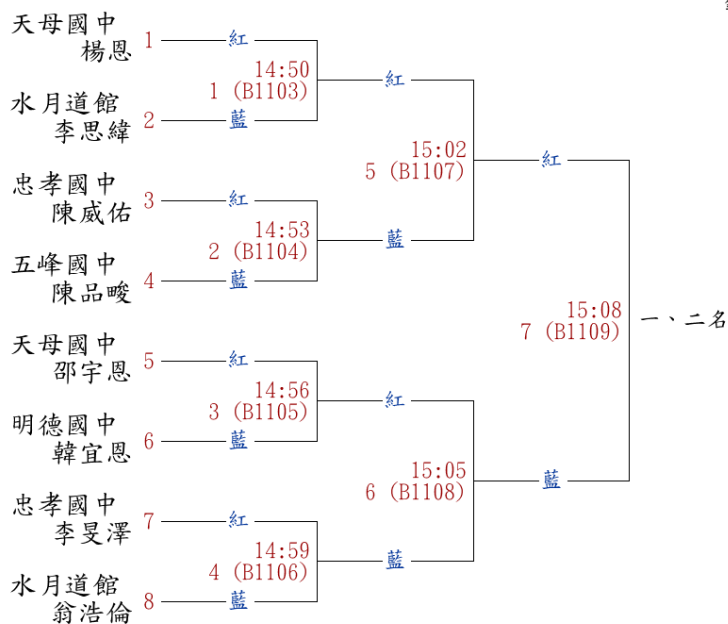 天母國中
楊恩 1 紅
14:50
1 (B1103) 紅
水月道館
李思緯 2 藍
15:02
5 (B1107) 紅
忠孝國中
陳威佑 3 紅
14:53
2 (B1104) 藍
五峰國中
陳品畯 4 藍
15:08
7 (B1109) 一、二名
天母國中
邵宇恩 5 紅
14:56
3 (B1105) 紅
明德國中
韓宜恩 6 藍
15:05
6 (B1108) 藍
忠孝國中
李旻澤 7 紅
14:59
4 (B1106) 藍
水月道館
翁浩倫 8 藍